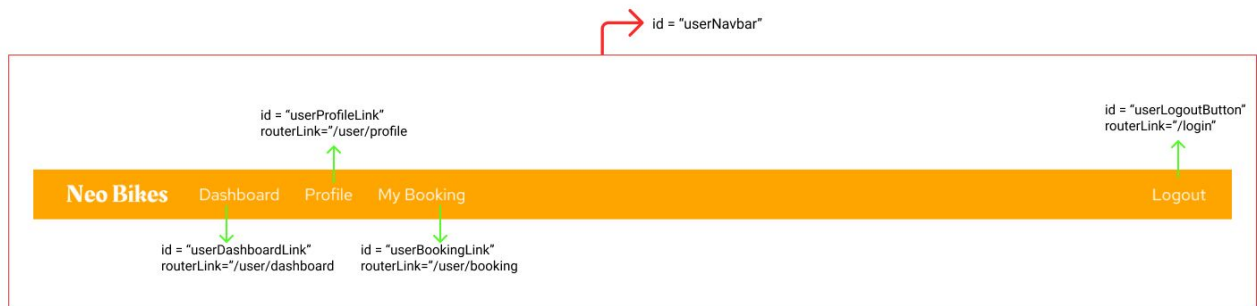 id = “userNavbar”
id = “userProfileLink”
routerLink=”/user/profile
id = “userLogoutButton”
routerLink=”/login”
Neo Bikes Dashboard Profile My Booking Logout
id = “userDashboardLink”
routerLink=”/user/dashboard
id = “userBookingLink”
routerLink=”/user/booking